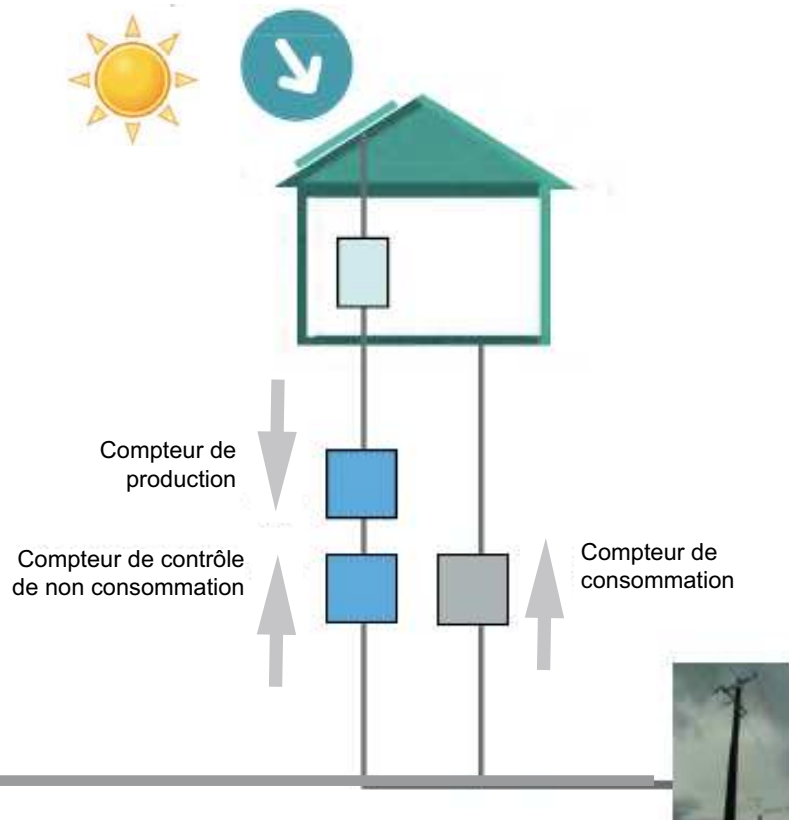 Compteur de
production
Compteur de contrôle
de non consommation
Compteur de
consommation